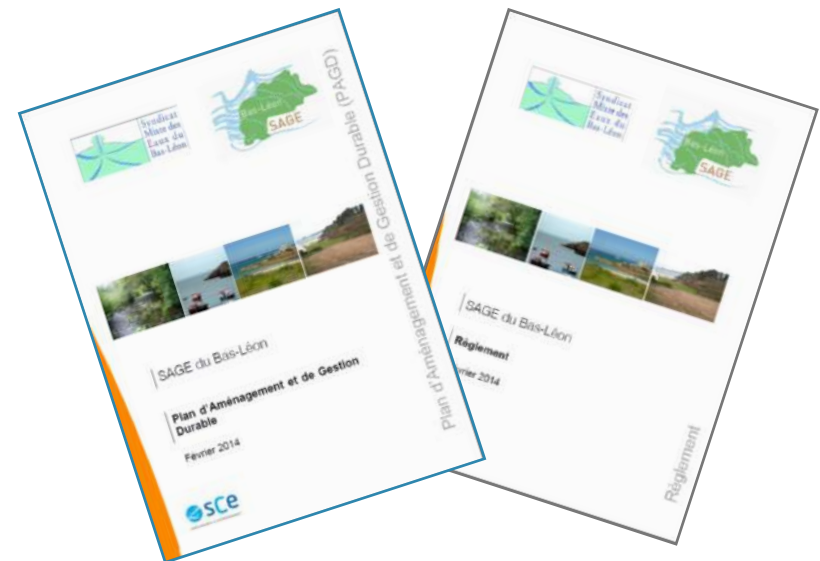 Syndicat
Mixte des
Eaux du
Bas-Léon
Bas-Léon
SAGE
Plan d'Aménagement et de Gestion Durable (PAGD)
SAGE du Bas-Léon
Plan d'Aménagement et de Gestion
Durable
Février 2014
sce
Syndicat
Mixte des
Eaux du
Bas-Léon
Bas-Léon
SAGE
SAGE du Bas-Léon
Règlement
vrier 2014
Règlement